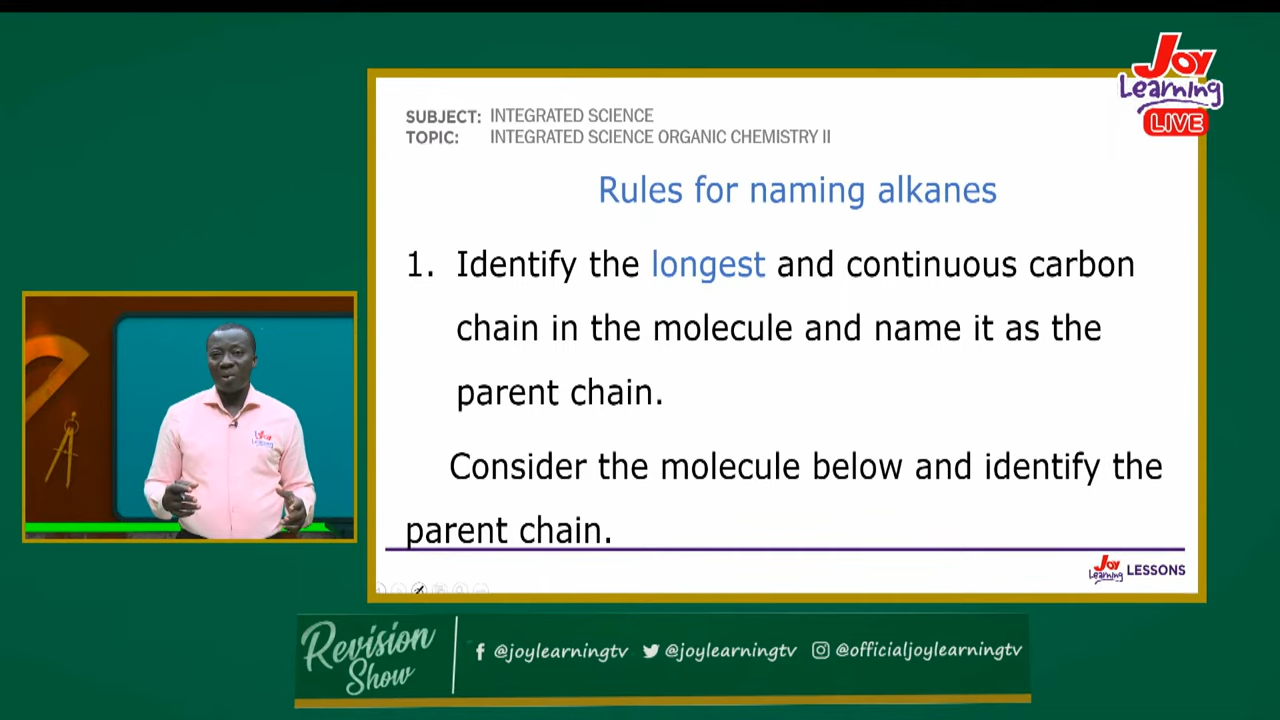 Joy
Learning
LIVE
SUBJECT: INTEGRATED SCIENCE
TOPIC: INTEGRATED SCIENCE ORGANIC CHEMISTRY II
Rules for naming alkanes
1. Identify the longest and continuous carbon
chain in the molecule and name it as the
parent chain.
Consider the molecule below and identify the
parent chain.
Joy
Learning
Joy
Learning LESSONS
Revision
Show
@joylearningtv @joylearningtv @officialjoylearningtv